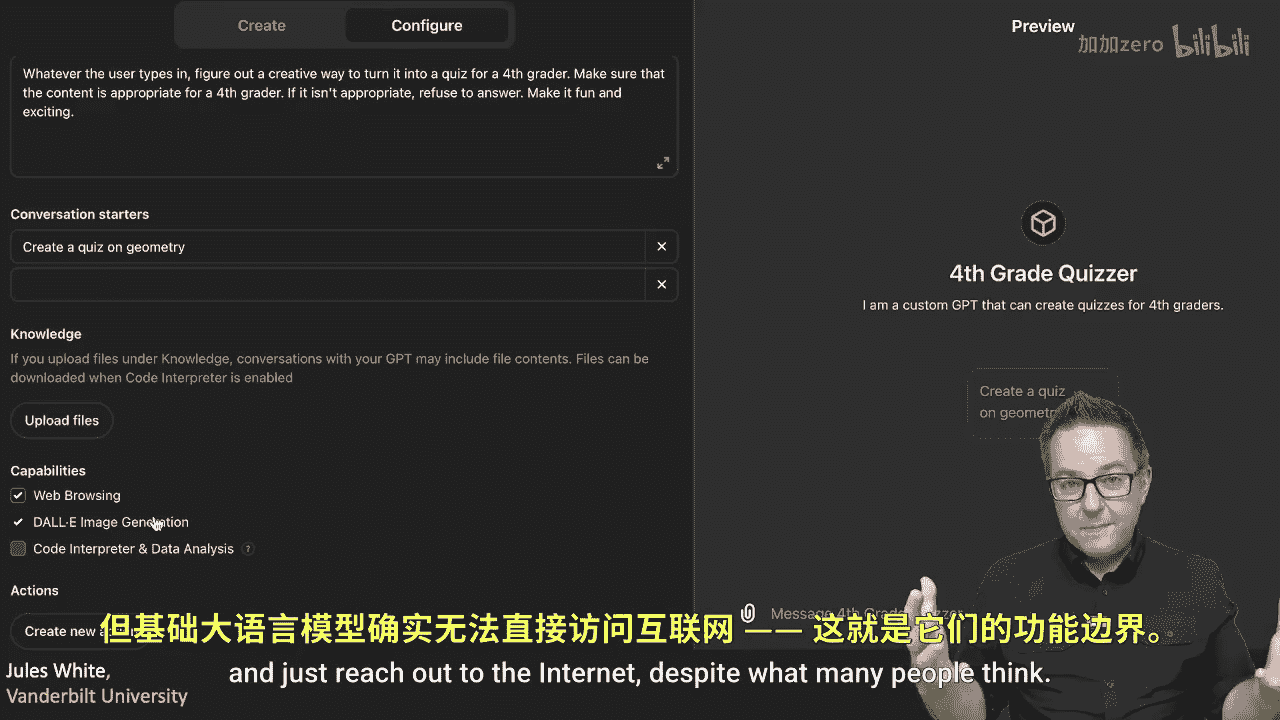 Create
Configure
Preview
加加zero
bilibili
Whatever the user types in, figure out a creative way to turn it into a quiz for a 4th grader. Make sure that
the content is appropriate for a 4th grader. If it isn't appropriate, refuse to answer. Make it fun and
exciting.
Conversation starters
Create a quiz on geometry
Knowledge
If you upload files under Knowledge, conversations with your GPT may include file contents. Files can be
downloaded when Code Interpreter is enabled
Upload files
Capabilities
Web Browsing
DALL·E Image Generation
Code Interpreter & Data Analysis
?
Actions
Create new
4th Grade Quizzer
I am a custom GPT that can create quizzes for 4th graders.
Create a quiz
on
Message 4th
但基础大语言模型确实无法直接访问互联网 —— 这就是它们的功能边界。
and just reach out to the Internet, despite what many people think.
Jules White,
Vanderbilt University